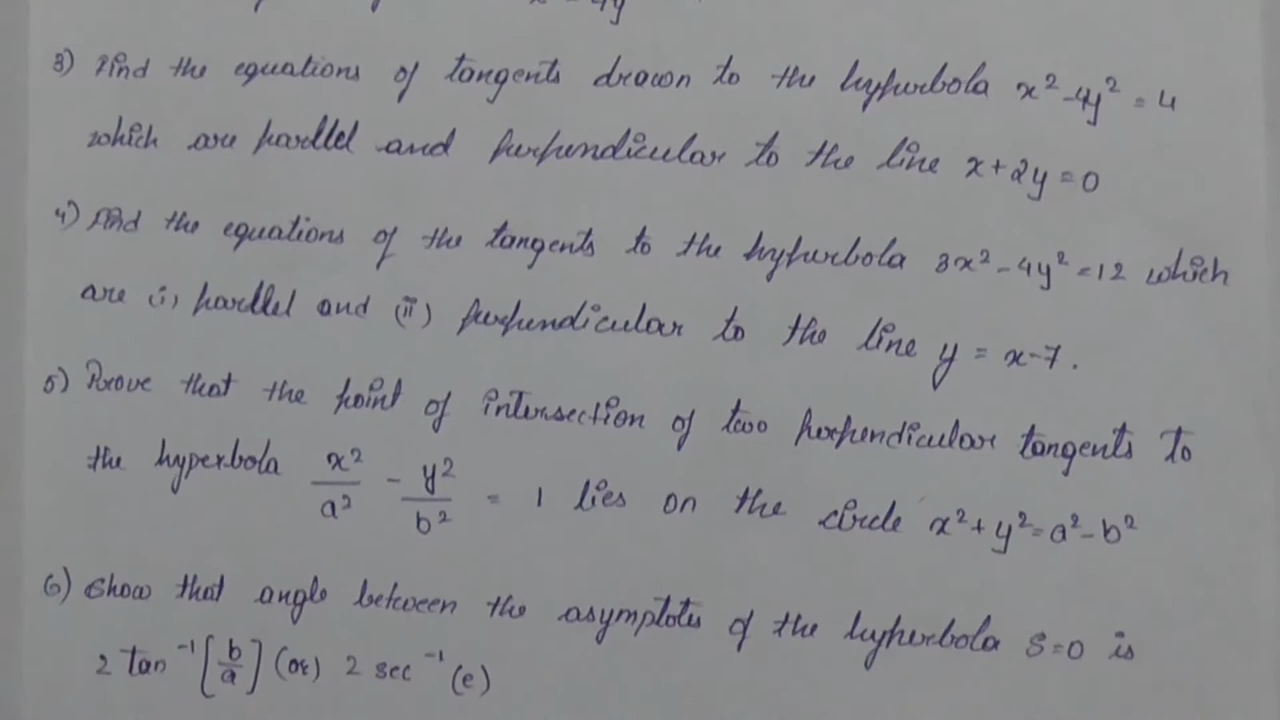 x - 4y
3) Find the equations of tangents drawn to the hyperbola x² -4y² = 4
which are parllel and perpendicular to the line x+2y=0
4) Find the equations of the tangents to the hyperbola 3x² - 4y² =12 which
are (i) parllel and (ii) perpendicular to the line y = x-7.
5) Prove that the point of intersection of two perpendicular tangents to
the hyperbola x²/a² - y²/b² = 1 lies on the circle x²+y²=a²-b²
6) Show that angle between the asymptotes of the hyperbola S=0 is
2 tan⁻¹[b/a] (or) 2 sec⁻¹(e)